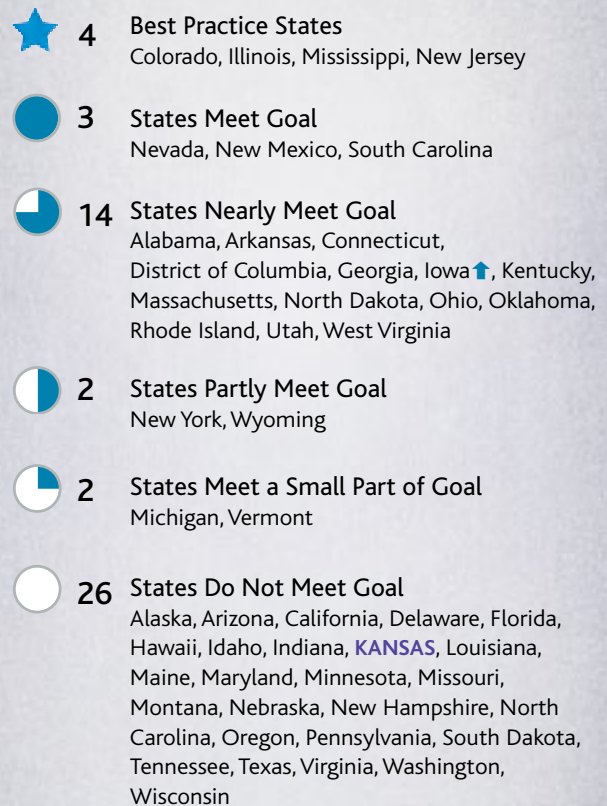 4 Best Practice States
Colorado, Illinois, Mississippi, New Jersey
3 States Meet Goal
Nevada, New Mexico, South Carolina
14 States Nearly Meet Goal
Alabama, Arkansas, Connecticut,
District of Columbia, Georgia, Iowa⬆, Kentucky,
Massachusetts, North Dakota, Ohio, Oklahoma,
Rhode Island, Utah, West Virginia
2 States Partly Meet Goal
New York, Wyoming
2 States Meet a Small Part of Goal
Michigan, Vermont
26 States Do Not Meet Goal
Alaska, Arizona, California, Delaware, Florida,
Hawaii, Idaho, Indiana, KANSAS, Louisiana,
Maine, Maryland, Minnesota, Missouri,
Montana, Nebraska, New Hampshire, North
Carolina, Oregon, Pennsylvania, South Dakota,
Tennessee, Texas, Virginia, Washington,
Wisconsin